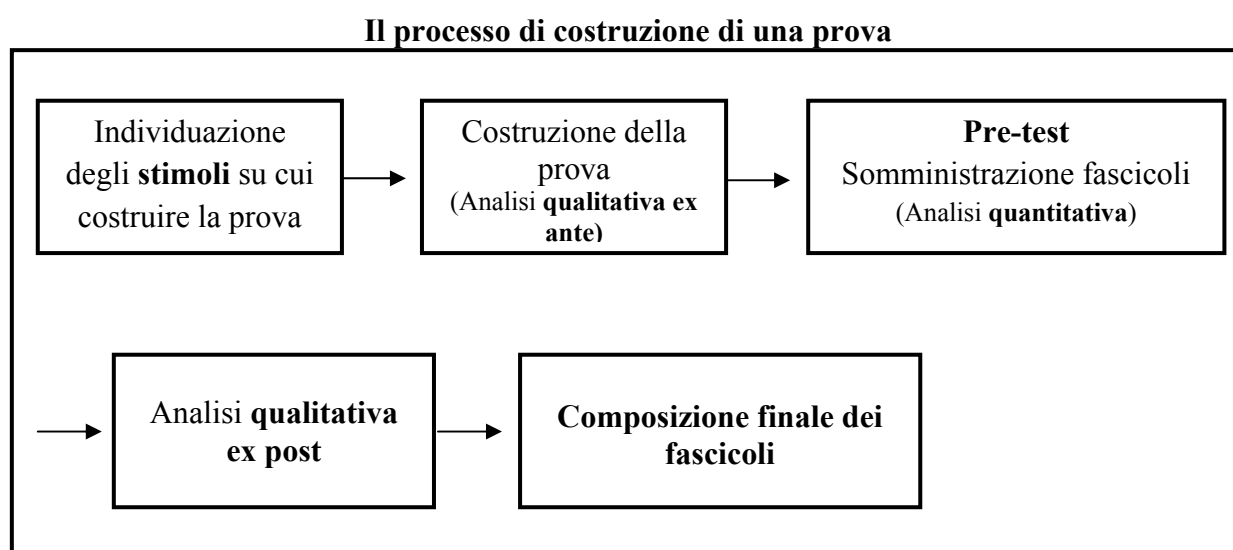 Il processo di costruzione di una prova
Individuazione
degli stimoli su cui
costruire la prova
Costruzione della
prova
(Analisi qualitativa ex
ante)
Pre-test
Somministrazione fascicoli
(Analisi quantitativa)
Analisi qualitativa
ex post
Composizione finale dei
fascicoli